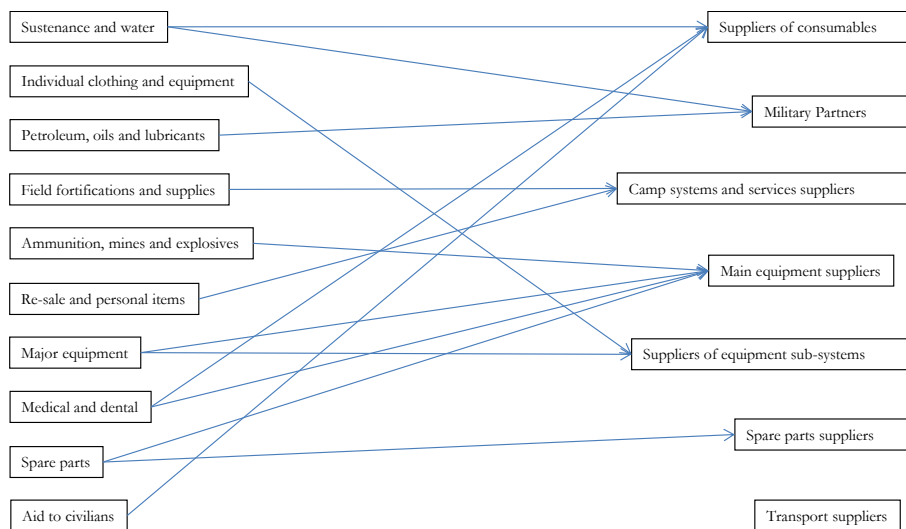 Sustenance and water
Individual clothing and equipment
Petroleum, oils and lubricants
Field fortifications and supplies
Ammunition, mines and explosives
Re-sale and personal items
Major equipment
Medical and dental
Spare parts
Aid to civilians
Suppliers of consumables
Military Partners
Camp systems and services suppliers
Main equipment suppliers
Suppliers of equipment sub-systems
Spare parts suppliers
Transport suppliers